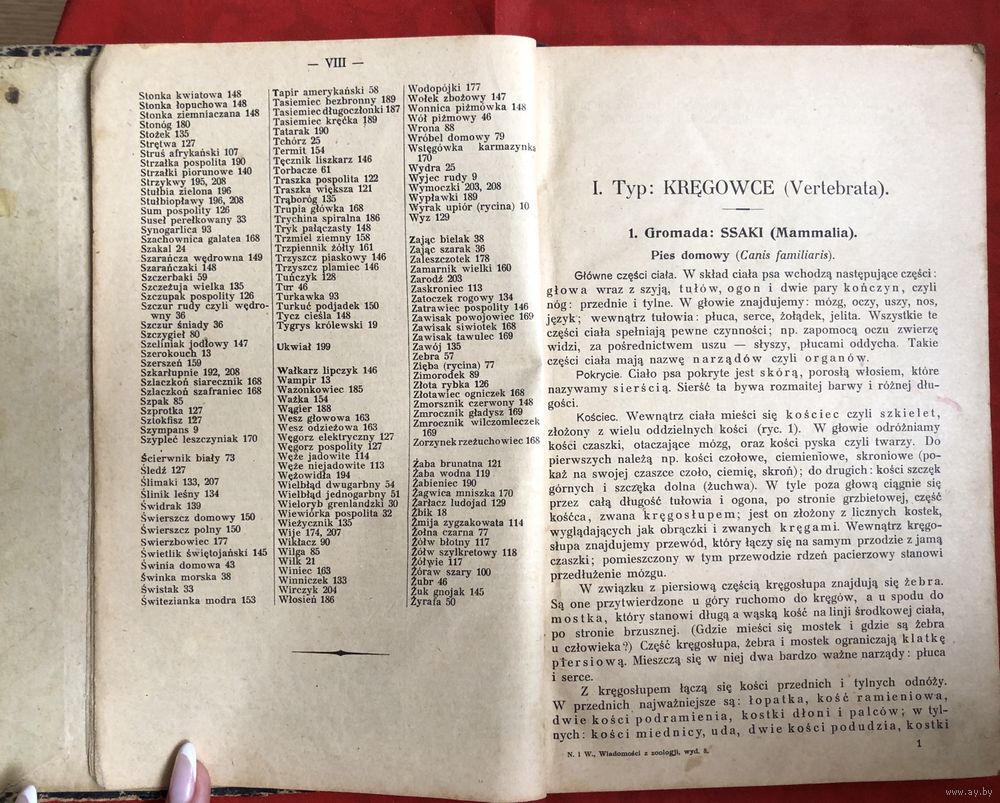 — VIII —
Stonka kwiatowa 148
Stonka łopuchowa 148
Stonka ziemniaczana 148
Stonóg 180
Stożek 135
Strętwa 127
Struś afrykański 107
Strzałka pospolita 190
Strzałki piorunowe 140
Strzykwy 195, 208
Stułbia zielona 196
Stułbiopławy 196, 208
Sum pospolity 126
Suseł perełkowany 33
Synogarlica 93
Szachownica galatea 168
Szakal 24
Szarańcza wędrowna 149
Szarańczaki 148
Szczerbaki 59
Szczeżuja wielka 135
Szczupak pospolity 126
Szczur rudy czyli wędro-
wny 36
Szczur śniady 36
Szczygieł 80
Szeliniak jodłowy 147
Szerokouch 13
Szerszeń 159
Szkarłupnie 192, 208
Szlaczkoń siarecznik 168
Szlaczkoń szafraniec 168
Szpak 85
Szprotka 127
Sztokfisz 127
Szympans 9
Szypleć leszczyniak 170
Ścierwnik biały 73
Śledź 127
Ślimaki 133, 207
Ślinik leśny 134
Świdrak 139
Świerszcz domowy 150
Świerszcz polny 150
Świerzbowiec 177
Świetlik świętojański 145
Świnia domowa 43
Świnka morska 38
Świstak 33
Świtezianka modra 153
Tapir amerykański 58
Tasiemiec bezbronny 189
Tasiemiec długoczłonki 187
Tasiemiec kręćka 189
Tatarak 190
Tchórz 25
Termit 154
Tęcznik liszkarz 146
Torbacze 61
Traszka pospolita 122
Traszka większa 121
Trąboróg 135
Trupia główka 168
Trychina spiralna 186
Tryk pałączasty 148
Trzmiel ziemny 158
Trzpiennik żółty 161
Trzyszcz piaskowy 146
Trzyszcz plamiec 146
Tuńczyk 128
Tur 46
Turkawka 93
Turkuć podjadek 150
Tycz cieśla 148
Tygrys królewski 19
Ukwiał 199
Wałkarz lipczyk 146
Wampir 13
Wazonkowiec 185
Ważka 154
Wągier 188
Wesz głowowa 163
Wesz odzieżowa 163
Węgorz elektryczny 127
Węgorz pospolity 127
Węże jadowite 114
Węże niejadowite 113
Wężowidła 194
Wielbłąd dwugarbny 54
Wielbłąd jednogarbny 51
Wieloryb grenlandzki 30
Wiewiórka pospolita 32
Wieżycznik 135
Wije 174, 207
Wikłacz 90
Wilga 85
Wilk 21
Winiec 163
Winniczek 133
Wirczyk 204
Włosień 186
Wodopójki 177
Wołek zbożowy 147
Wonnica piżmówka 148
Wół piżmowy 46
Wrona 88
Wróbel domowy 79
Wstęgówka karmazynka
170
Wydra 25
Wyjec rudy 9
Wymoczki 203, 208
Wypławki 189
Wyrak upiór (rycina) 10
Wyz 129
Zając bielak 38
Zając szarak 36
Zaleszczotek 178
Zamarnik wielki 160
Zarodź 203
Zaskroniec 113
Zatoczek rogowy 134
Zatrawiec pospolity 146
Zawisak powojowiec 169
Zawisak siwiotek 168
Zawisak tawulec 169
Zawój 135
Zebra 57
Zięba (rycina) 77
Zimorodek 89
Złota rybka 126
Złotawiec ogniczek 168
Zmorsznik czerwony 148
Zmrocznik gładysz 169
Zmrocznik wilczomleczek
169
Zorzynek rzeżuchowiec 168
Żaba brunatna 121
Żaba wodna 119
Żabieniec 190
Żagwica mniszka 170
Żarłacz ludojad 129
Żbik 18
Żmija zygzakowata 114
Żołna czarna 77
Żółw błotny 117
Żółw szylkretowy 118
Żółwie 117
Żóraw szary 100
Żubr 46
Żuk gnojak 145
Żyrafa 50
I. Typ: KRĘGOWCE (Vertebrata).
1. Gromada: SSAKI (Mammalia).
Pies domowy (Canis familiaris).
Główne części ciała. W skład ciała psa wchodzą następujące części:
głowa wraz z szyją, tułów, ogon i dwie pary kończyn, czyli
nóg: przednie i tylne. W głowie znajdujemy: mózg, oczy, uszy, nos,
język; wewnątrz tułowia: płuca, serce, żołądek, jelita. Wszystkie te
części ciała spełniają pewne czynności; np. zapomocą oczu zwierzę
widzi, za pośrednictwem uszu — słyszy, płucami oddycha. Takie
części ciała mają nazwę narządów czyli organów.
Pokrycie. Ciało psa pokryte jest skórą, porosłą włosiem, które
nazywamy sierścią. Sierść ta bywa rozmaitej barwy i różnej dłu-
gości.
Kościec. Wewnątrz ciała mieści się kościec czyli szkielet,
złożony z wielu oddzielnych kości (ryc. 1). W głowie odróżniamy
kości czaszki, otaczające mózg, oraz kości pyska czyli twarzy. Do
pierwszych należą np. kości czołowe, ciemieniowe, skroniowe (po-
każ na swojej czaszce czoło, ciemię, skroń); do drugich: kości szczęk
górnych i szczęka dolna (żuchwa). W tyle poza głową ciągnie się
przez całą długość tułowia i ogona, po stronie grzbietowej, część
kośćca, zwana kręgosłupem; jest on złożony z licznych kostek,
wyglądających jak obrączki i zwanych kręgami. Wewnątrz kręgo-
słupa znajdujemy przewód, który łączy się na samym przodzie z jamą
czaszki; pomieszczony w tym przewodzie rdzeń pacierzowy stanowi
przedłużenie mózgu.
W związku z piersiową częścią kręgosłupa znajdują się żebra.
Są one przytwierdzone u góry ruchomo do kręgów, a u spodu do
mostka, który stanowi długą a wąską kość na linji środkowej ciała,
po stronie brzusznej. (Gdzie mieści się mostek i gdzie są żebra
u człowieka?) Część kręgosłupa, żebra i mostek ograniczają klatkę
piersiową. Mieszczą się w niej dwa bardzo ważne narządy: płuca
i serce.
Z kręgosłupem łączą się kości przednich i tylnych odnóży.
W przednich najważniejsze są: łopatka, kość ramieniowa,
dwie kości podramienia, kostki dłoni i palców; w tyl-
nych: kości miednicy, uda, dwie kości podudzia, kostki
N. i W., Wiadomości z zoologji, wyd. 8.
1
www.ay.by